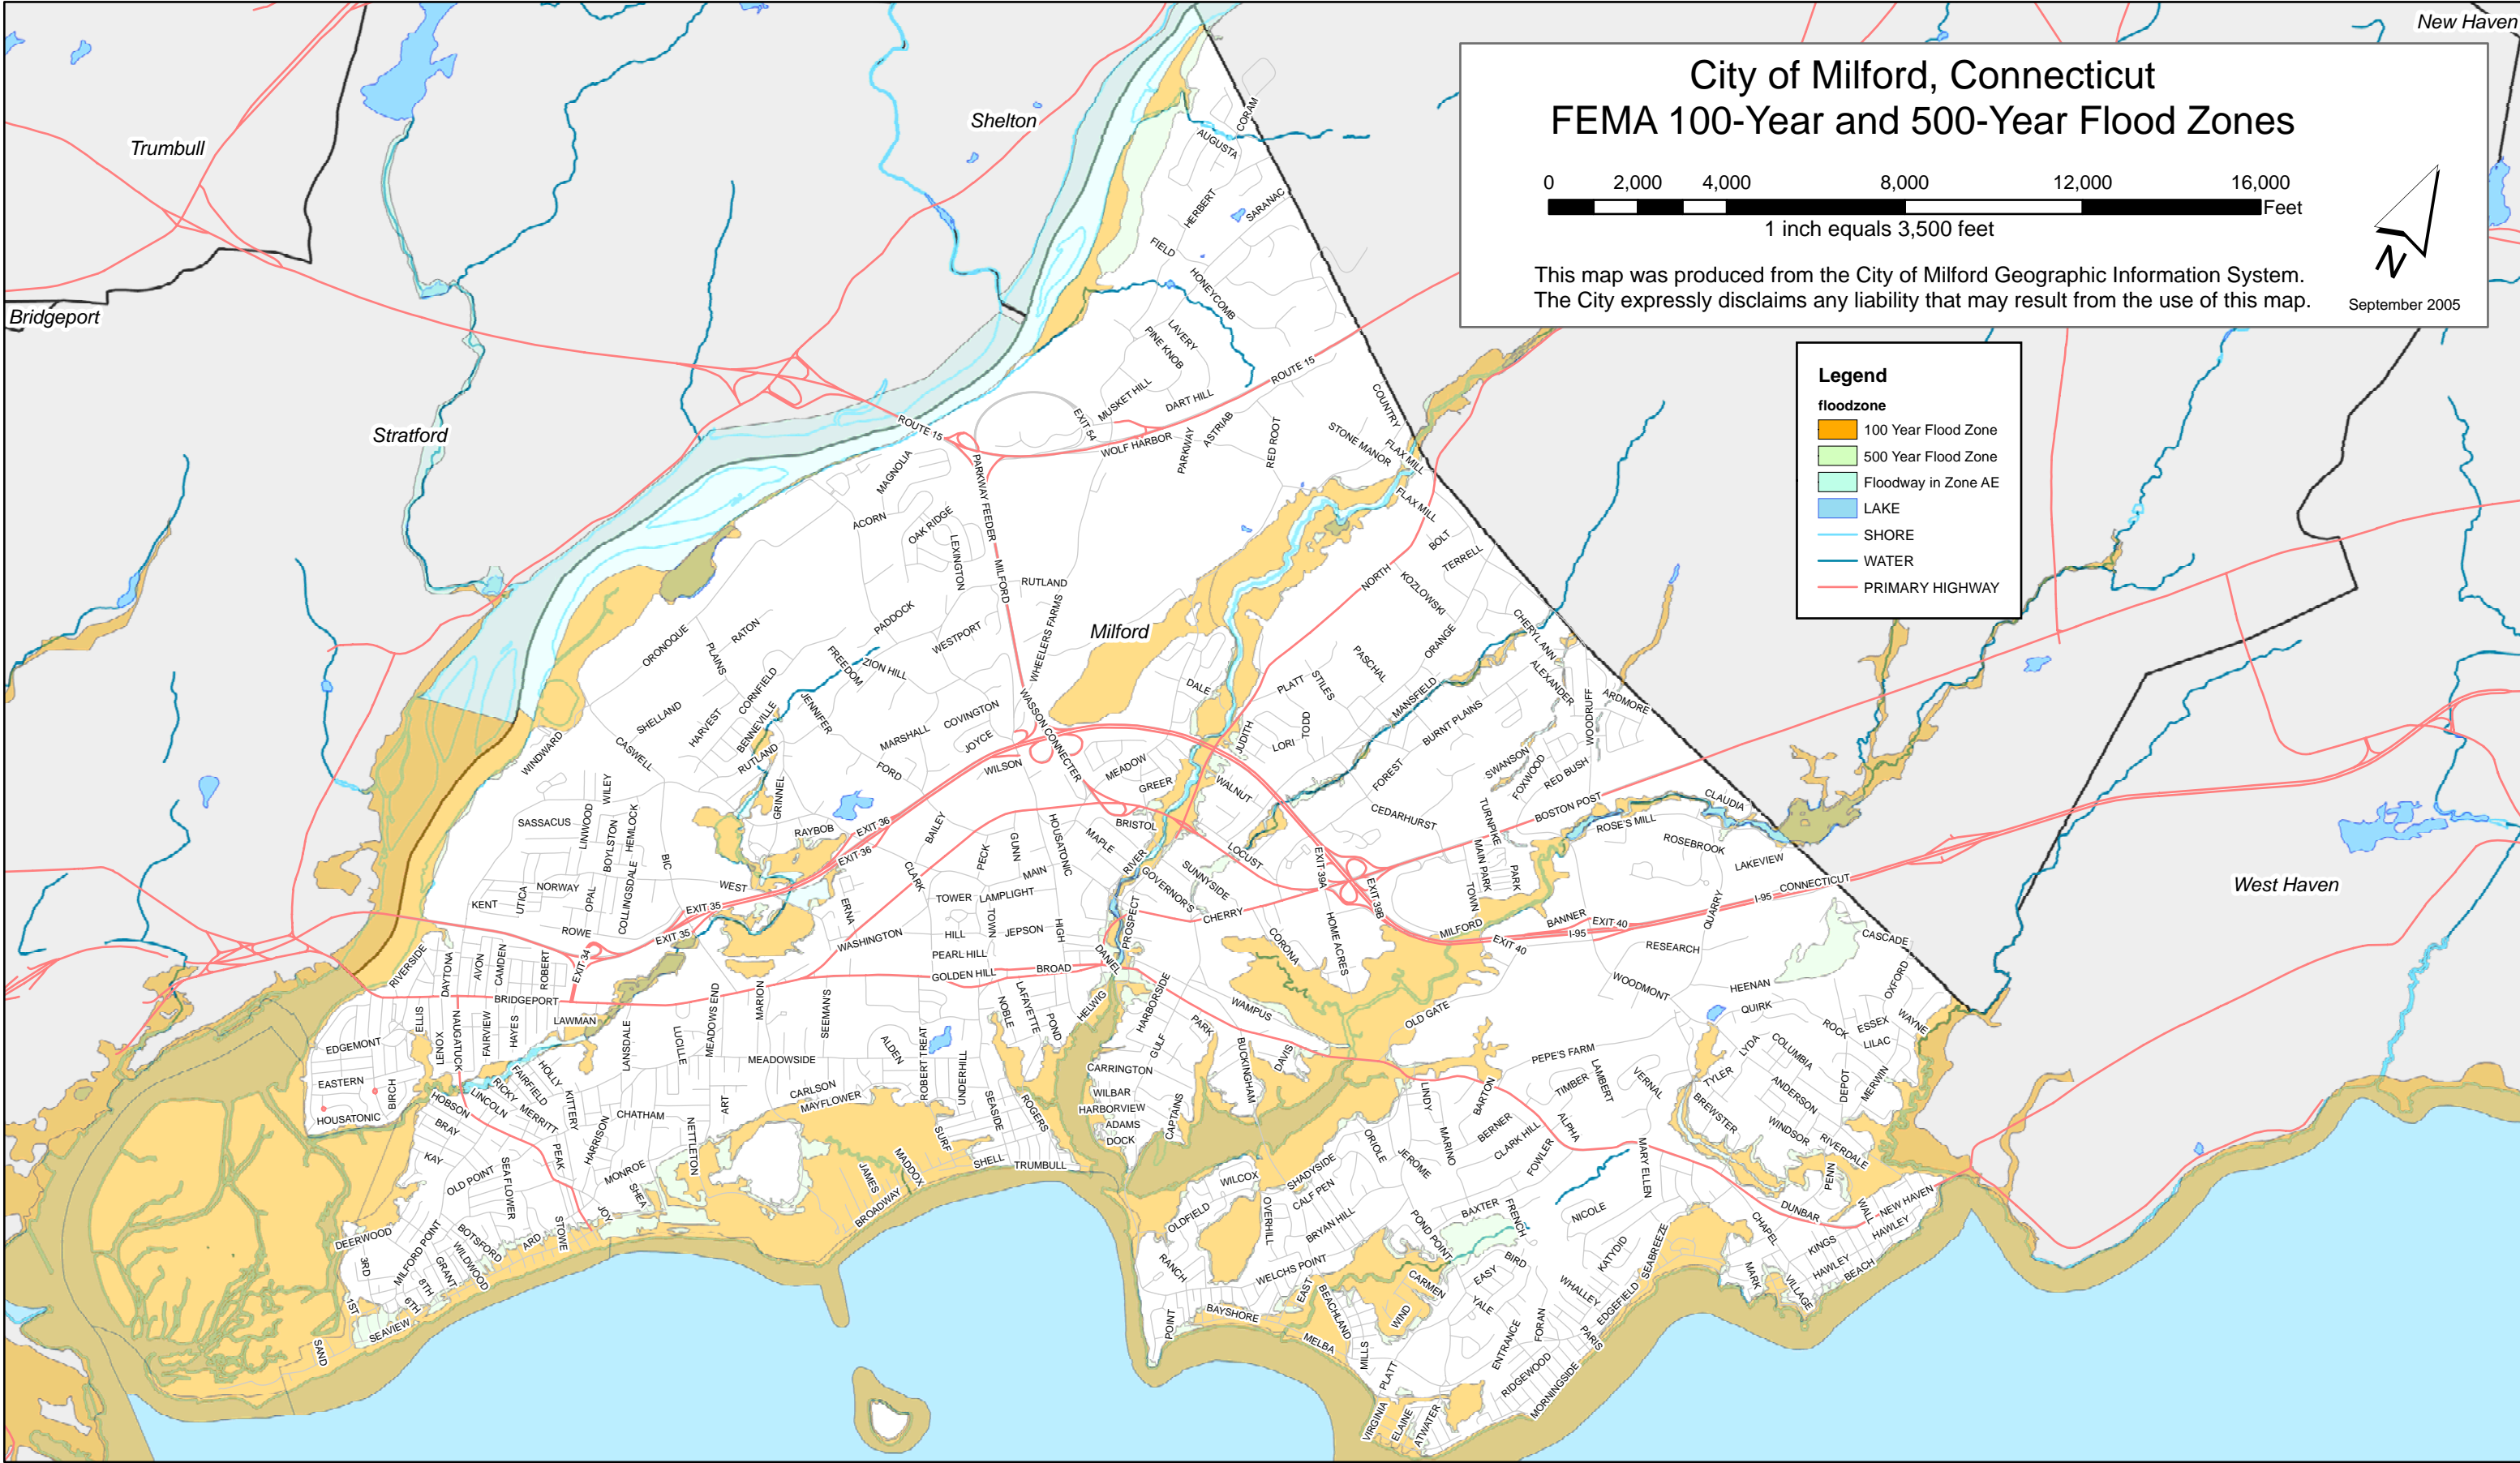 City of Milford, Connecticut
FEMA 100-Year and 500-Year Flood Zones
0 2,000 4,000 8,000 12,000 16,000
Feet
1 inch equals 3,500 feet
This map was produced from the City of Milford Geographic Information System.
The City expressly disclaims any liability that may result from the use of this map.
N
September 2005
Legend
floodzone
100 Year Flood Zone
500 Year Flood Zone
Floodway in Zone AE
LAKE
SHORE
WATER
PRIMARY HIGHWAY
New Haven
Trumbull
Shelton
Bridgeport
Stratford
Milford
West Haven
CORAM
AUGUSTA
HERBERT
SARANAC
FIELD
HONEYCOMB
LAVERY
PINE KNOB
ROUTE 15
MUSKET HILL
DART HILL
EXIT 54
COUNTRY
ROUTE 15
WOLF HARBOR
PARKWAY
ASTRIAB
RED ROOT
STONE MANOR
FLAX MILL
FLAX MILL
MAGNOLIA
PARKWAY FEEDER
ACORN
OAK RIDGE
LEXINGTON
MILFORD
RUTLAND
BOLT
TERRELL
NORTH
KOZLOWSKI
WHEELERS FARMS
PADDOCK
WESTPORT
RATON
ORONOQUE
PLAINS
FREEDOM
ZION HILL
CHERYL ANN
ORANGE
PASCHAL
ALEXANDER
WOODRUFF
ARDMORE
DALE
PLATT
STILES
MANSFIELD
TODD
BURNT PLAINS
CORNFIELD
HARVEST
BENNEVILLE
JENNIFER
SHELLAND
COVINGTON
MARSHALL
JOYCE
WASSON CONNECTER
JUDITH
LORI
WINDWARD
CASWELL
RUTLAND
FORD
WILSON
MEADOW
GREER
WALNUT
FOREST
SWANSON
FOXWOOD
RED BUSH
GRINNEL
WILEY
LINWOOD
SASSACUS
BOYLSTON
HEMLOCK
RAYBOB
EXIT 36
EXIT 36
BAILEY
HOUSATONIC
BRISTOL
MAPLE
CEDARHURST
TURNPIKE
BOSTON POST
ROSE'S MILL
CLAUDIA
ROSEBROOK
LAKEVIEW
PECK
GUNN
MAIN
RIVER
LOCUST
SUNNYSIDE
GOVERNOR'S
EXIT 39A
EXIT 39B
MAIN PARK
PARK
TOWN
BIC
WEST
CLARK
KENT
UTICA
NORWAY
OPAL
COLLINGSDALE
ROWE
EXIT 35
EXIT 35
ERNA
TOWER
LAMPLIGHT
TOWN
HILL
JEPSON
HIGH
PROSPECT
CHERRY
HOME ACRES
CORONA
MILFORD
BANNER
EXIT 40
EXIT 40
I-95
I-95
CONNECTICUT
QUARRY
RESEARCH
CASCADE
OXFORD
WASHINGTON
PEARL HILL
GOLDEN HILL
BROAD
DANIEL
RIVERSIDE
DAYTONA
AVON
CAMDEN
ROBERT
EXIT 34
BRIDGEPORT
LAWMAN
LANSDALE
LUCILLE
MEADOWS END
MARION
SEEMAN'S
MEADOWSIDE
ALDEN
ROBERT TREAT
UNDERHILL
NOBLE
LAFAYETTE
POND
HELWIG
HARBORSIDE
GULF
PARK
WAMPUS
BUCKINGHAM
DAVIS
OLD GATE
WOODMONT
HEENAN
QUIRK
ROCK
ESSEX
WAYNE
LILAC
EDGEMONT
ELLIS
LENOX
NAUGATUCK
FAIRVIEW
HAYES
EASTERN
BIRCH
HOUSATONIC
HOLLY
FAIRFIELD
RICKY
LINCOLN
MERRITT
KITTERY
HOBSON
BRAY
KAY
CHATHAM
HARRISON
PEAK
MONROE
SHEA
NETTLETON
ART
CARLSON
MAYFLOWER
SEASIDE
ROGERS
SURF
SHELL
TRUMBULL
MADDOX
JAMES
BROADWAY
CARRINGTON
WILBAR
HARBORVIEW
ADAMS
DOCK
CAPTAINS
PEPE'S FARM
TIMBER
LAMBERT
VERNAL
LYDA
COLUMBIA
TYLER
ANDERSON
DEPOT
MERWIN
BREWSTER
WINDSOR
RIVERDALE
LINDY
BARTON
MARINO
BERNER
CLARK HILL
ALPHA
FOWLER
ORIOLE
JEROME
MARY ELLEN
PENN
WALL
NEW HAVEN
DUNBAR
CHAPEL
KINGS
HAWLEY
HAWLEY
BEACH
MARK
VILLAGE
OLD POINT
SEA FLOWER
JOY
STOWE
ARD
DEERWOOD
3RD
MILFORD POINT
BOTSFORD
WILDWOOD
GRANT
8TH
6TH
1ST
SEAVIEW
SAND
WILCOX
SHADYSIDE
CALF PEN
OLDFIELD
OVERHILL
BRYAN HILL
RANCH
WELCHS POINT
POINT
BAYSHORE
EAST
BEACHLAND
MELBA
MILLS
PLATT
WIND
CARMEN
POND POINT
BAXTER
FRENCH
NICOLE
BIRD
EASY
YALE
KATYDID
SEABREEZE
WHALLEY
EDGEFIELD
PARIS
FORAN
ENTRANCE
RIDGEWOOD
MORNINGSIDE
VIRGINIA
ELAINE
ATWATER